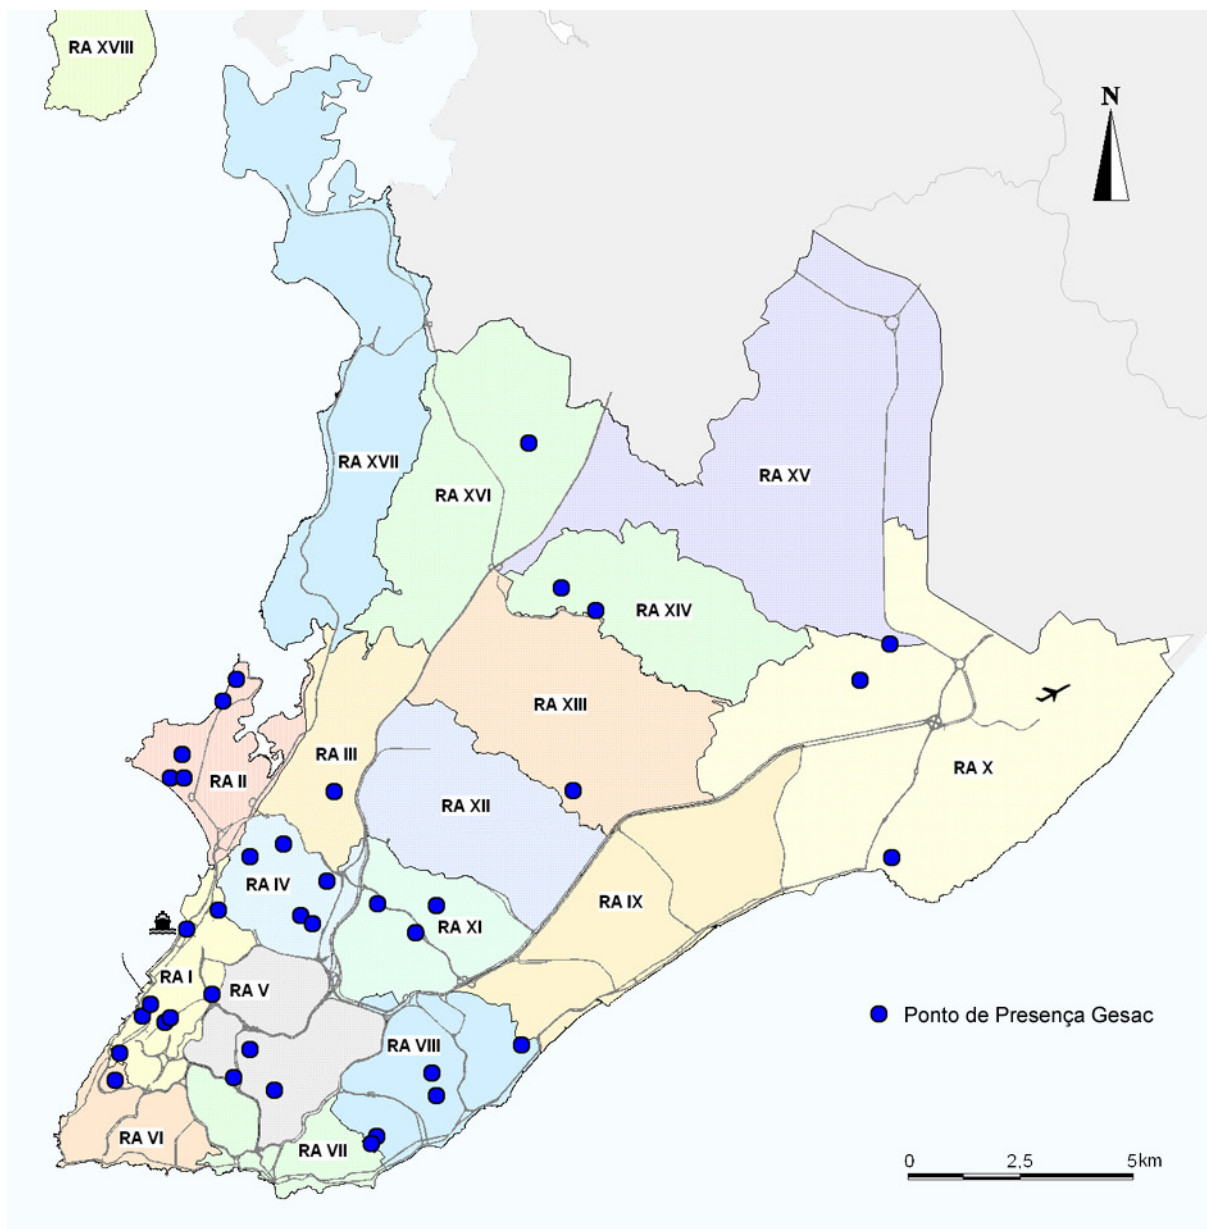 RA XVIII
N
RA XVII
RA XVI
RA XV
RA XIV
RA XIII
RA III
RA II
RA X
RA XII
RA IV
RA IX
RA XI
RA I
RA V
Ponto de Presença Gesac
RA VIII
RA VI
RA VII
0 2,5 5km